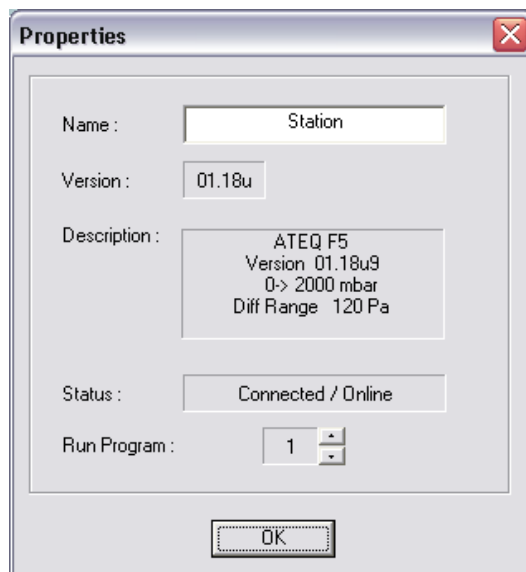 Properties
Name : Station
Version : 01.18u
Description : ATEQ F5
Version 01.18u9
0-> 2000 mbar
Diff Range 120 Pa
Status : Connected / Online
Run Program : 1
OK